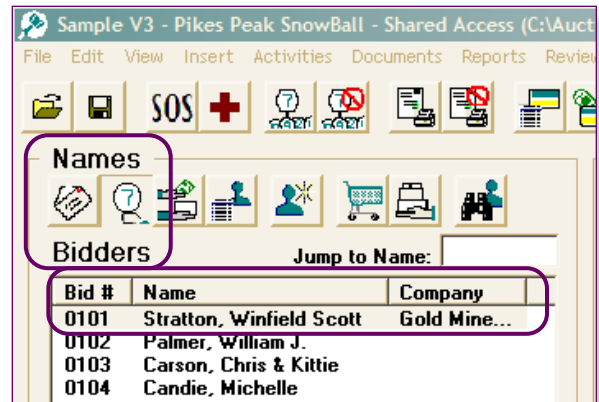 Sample V3 - Pikes Peak SnowBall - Shared Access (C:\Auct
File Edit View Insert Activities Documents Reports Review
SOS
Names
Bidders Jump to Name:
Bid # Name Company
0101 Stratton, Winfield Scott Gold Mine...
0102 Palmer, William J.
0103 Carson, Chris & Kittie
0104 Candie, Michelle